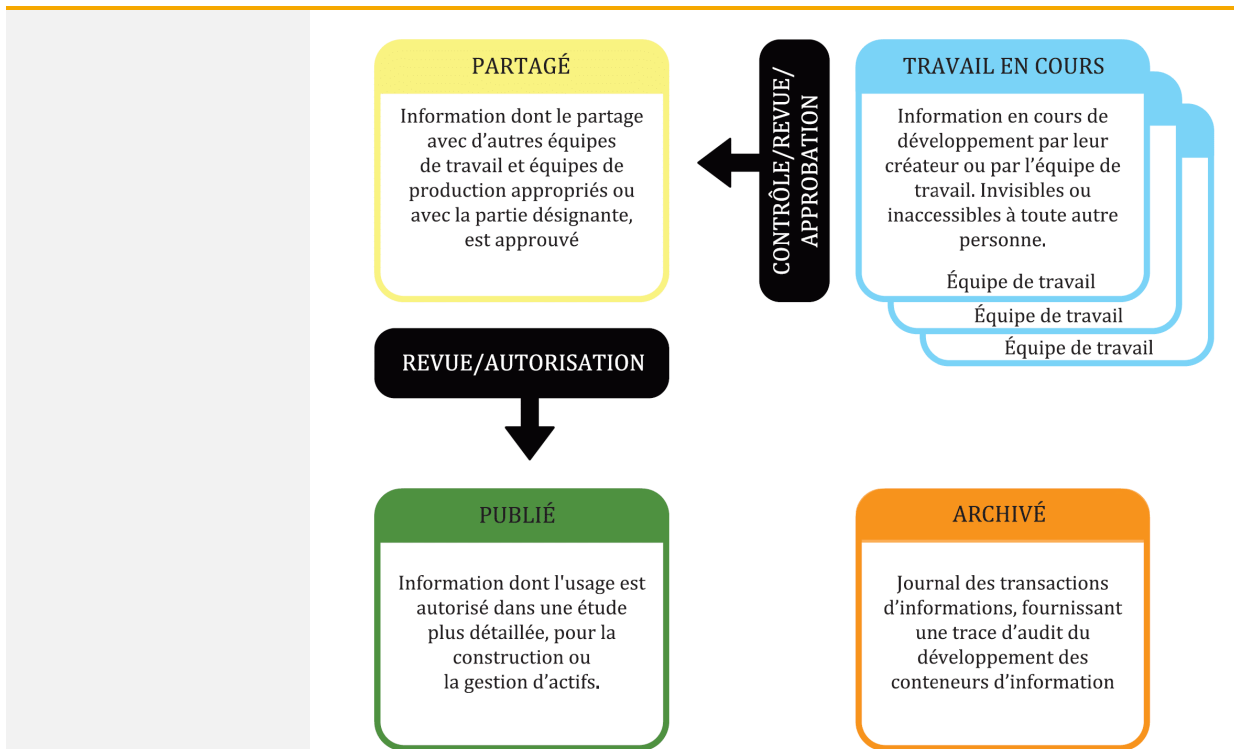 PARTAGÉ
Information dont le partage
avec d’autres équipes
de travail et équipes de
production appropriés ou
avec la partie désignante,
est approuvé
CONTRÔLE/REVUE/
APPROBATION
TRAVAIL EN COURS
Information en cours de
développement par leur
créateur ou par l’équipe de
travail. Invisibles ou
inaccessibles à toute autre
personne.
Équipe de travail
Équipe de travail
Équipe de travail
REVUE/AUTORISATION
PUBLIÉ
Information dont l'usage est
autorisé dans une étude
plus détaillée, pour la
construction ou
la gestion d’actifs.
ARCHIVÉ
Journal des transactions
d’informations, fournissant
une trace d’audit du
développement des
conteneurs d’information